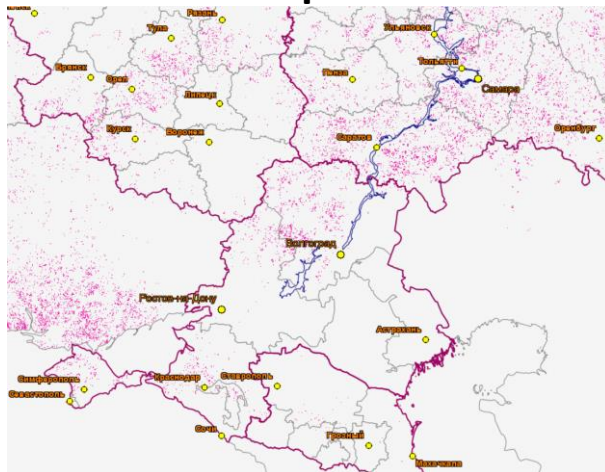 Рязань
Тула
Ульяновск
Тольятти
Самара
Брянск
Орел
Пенза
Липецк
Курск
Воронеж
Саратов
Оренбург
Волгоград
Ростов-на-Дону
Астрахань
Симферополь
Краснодар
Ставрополь
Севастополь
Сочи
Грозный
Махачкала